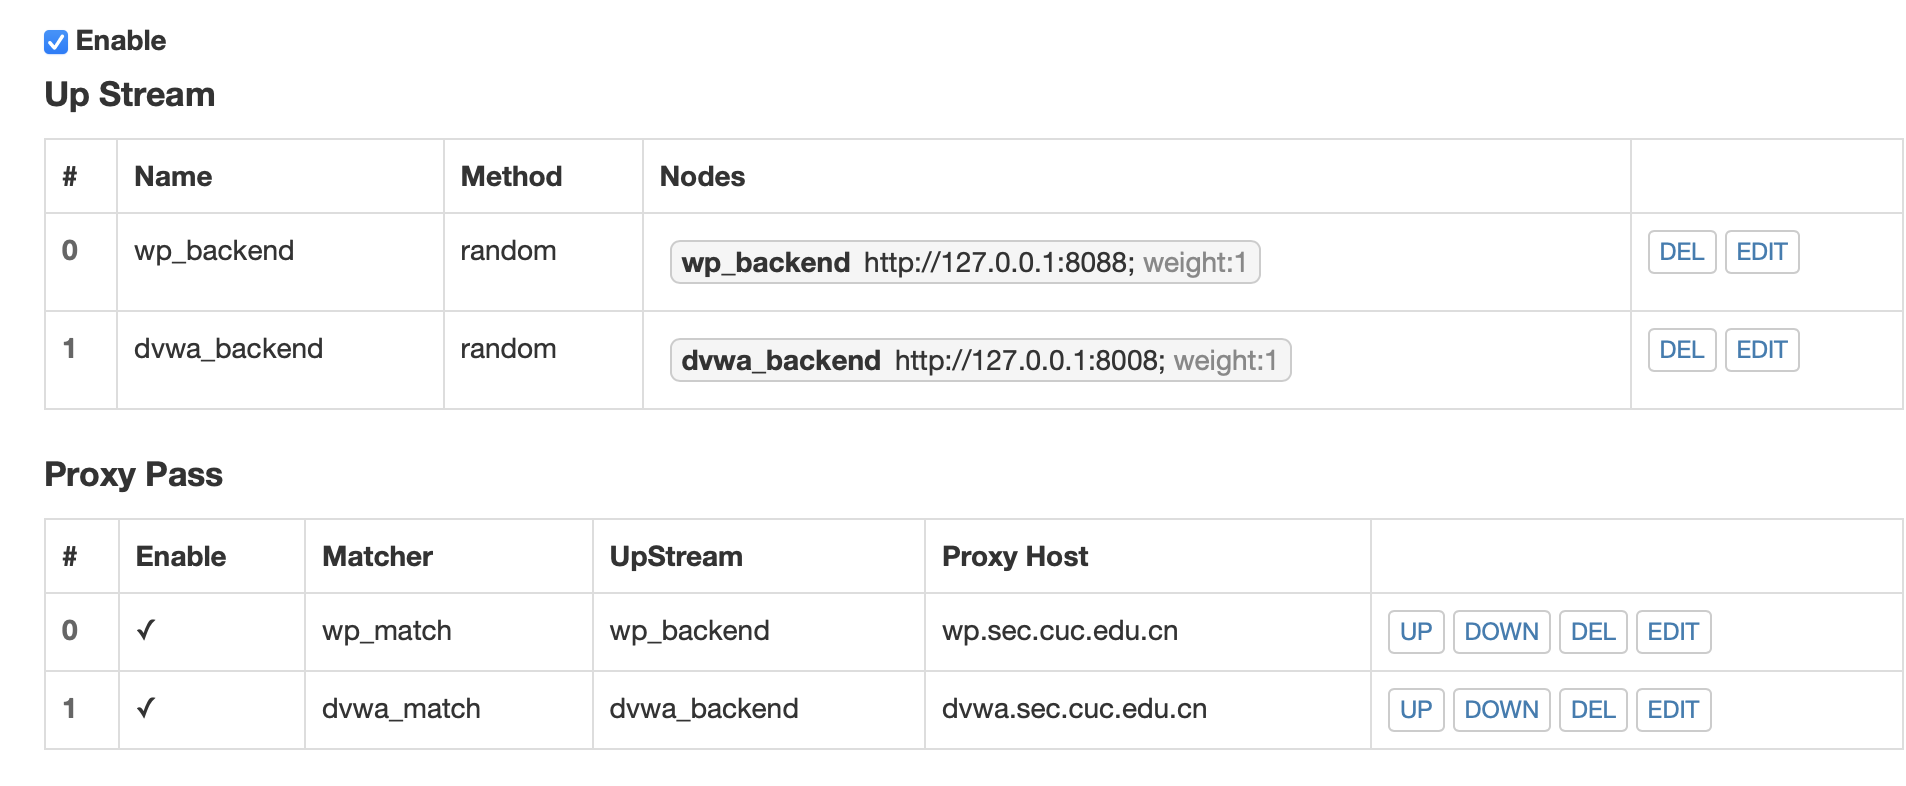 Enable
Up Stream
# Name Method Nodes
0 wp_backend random wp_backend http://127.0.0.1:8088; weight:1 DEL EDIT
1 dvwa_backend random dvwa_backend http://127.0.0.1:8008; weight:1 DEL EDIT
Proxy Pass
# Enable Matcher UpStream Proxy Host
0 ✓ wp_match wp_backend wp.sec.cuc.edu.cn UP DOWN DEL EDIT
1 ✓ dvwa_match dvwa_backend dvwa.sec.cuc.edu.cn UP DOWN DEL EDIT